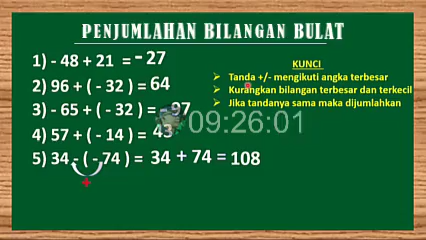 PENJUMLAHAN BILANGAN BULAT
1) - 48 + 21 = - 27
2) 96 + ( - 32 ) = 64
3) - 65 + ( - 32 ) = 97
4) 57 + ( - 14 ) = 43
5) 34 - ( - 74 ) = 34 + 74 = 108
+
KUNCI
➢ Tanda +/- mengikuti angka terbesar
➢ Kurangkan bilangan terbesar dan terkecil
➢ Jika tandanya sama maka dijumlahkan
09:26:01